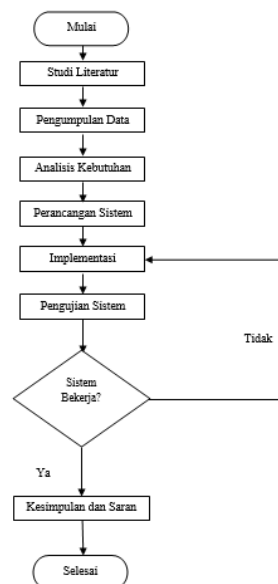 Mulai
Studi Literatur
Pengumpulan Data
Analisis Kebutuhan
Perancangan Sistem
Implementasi
Pengujian Sistem
Tidak
Sistem
Bekerja?
Ya
Kesimpulan dan Saran
Selesai